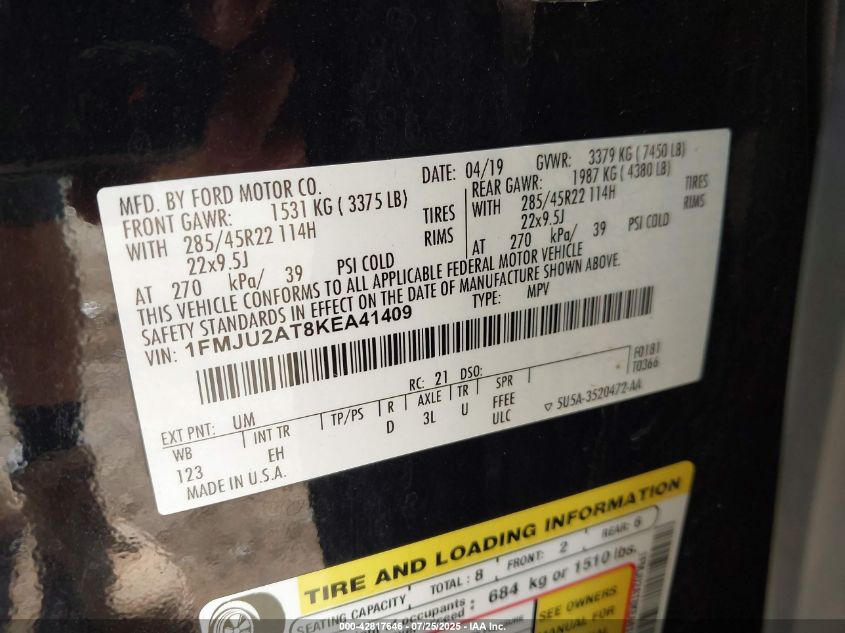 MFD. BY FORD MOTOR CO.
DATE: 04/19
GVWR: 3379 KG ( 7450 LB)
FRONT GAWR: 1531 KG ( 3375 LB)
WITH 285/45R22 114H TIRES
22x9.5J RIMS
AT 270 kPa/ 39 PSI COLD
REAR GAWR: 1987 KG ( 4380 LB)
WITH 285/45R22 114H TIRES
22x9.5J RIMS
AT 270 kPa/ 39 PSI COLD
THIS VEHICLE CONFORMS TO ALL APPLICABLE FEDERAL MOTOR VEHICLE
SAFETY STANDARDS IN EFFECT ON THE DATE OF MANUFACTURE SHOWN ABOVE.
VIN: 1FMJU2AT8KEA41409
TYPE: MPV
F0181
T0366
RC: 21 DSO:
EXT PNT: UM
WB INT TR TP/PS R AXLE TR SPR
123 EH D 3L U FFEE
ULC
5U5A-3520472-AA
MADE IN U.S.A.
TIRE AND LOADING INFORMATION
SEATING CAPACITY TOTAL: 8 FRONT: 2 REAR: 6
occupants 684 kg or 1510 lbs.
SEE OWNERS
MANUAL FOR
000-42817646 - 07/25/2025 - IAA Inc.